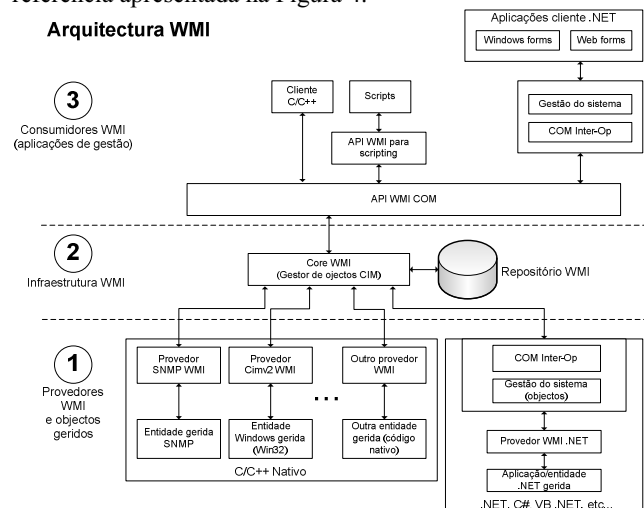 referência apresentada na Figura 4.
Arquitectura WMI
Aplicações cliente .NET
Windows forms
Web forms
3
Consumidores WMI
(aplicações de gestão)
Cliente
C/C++
Scripts
API WMI para
scripting
Gestão do sistema
COM Inter-Op
API WMI COM
2
Infraestrutura WMI
Core WMI
(Gestor de ojectos CIM)
Repositório WMI
1
Provedores
WMI
e objectos
geridos
Provedor
SNMP WMI
Provedor
Cimv2 WMI
Outro provedor
WMI
...
Entidade gerida
SNMP
Entidade
Windows gerida
(Win32)
Outra entidade
gerida (código
nativo)
C/C++ Nativo
COM Inter-Op
Gestão do sistema
(objectos)
Provedor WMI .NET
Aplicação/entidade
.NET gerida
.NET, C#, VB .NET, etc...